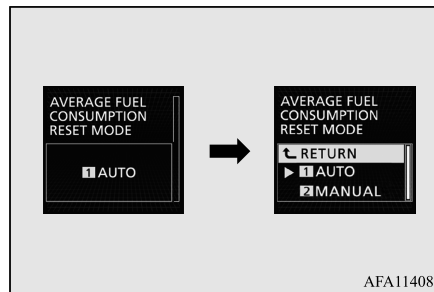 AVERAGE FUEL
CONSUMPTION
RESET MODE
1 AUTO
AVERAGE FUEL
CONSUMPTION
RESET MODE
RETURN
1 AUTO
2 MANUAL
AFA11408